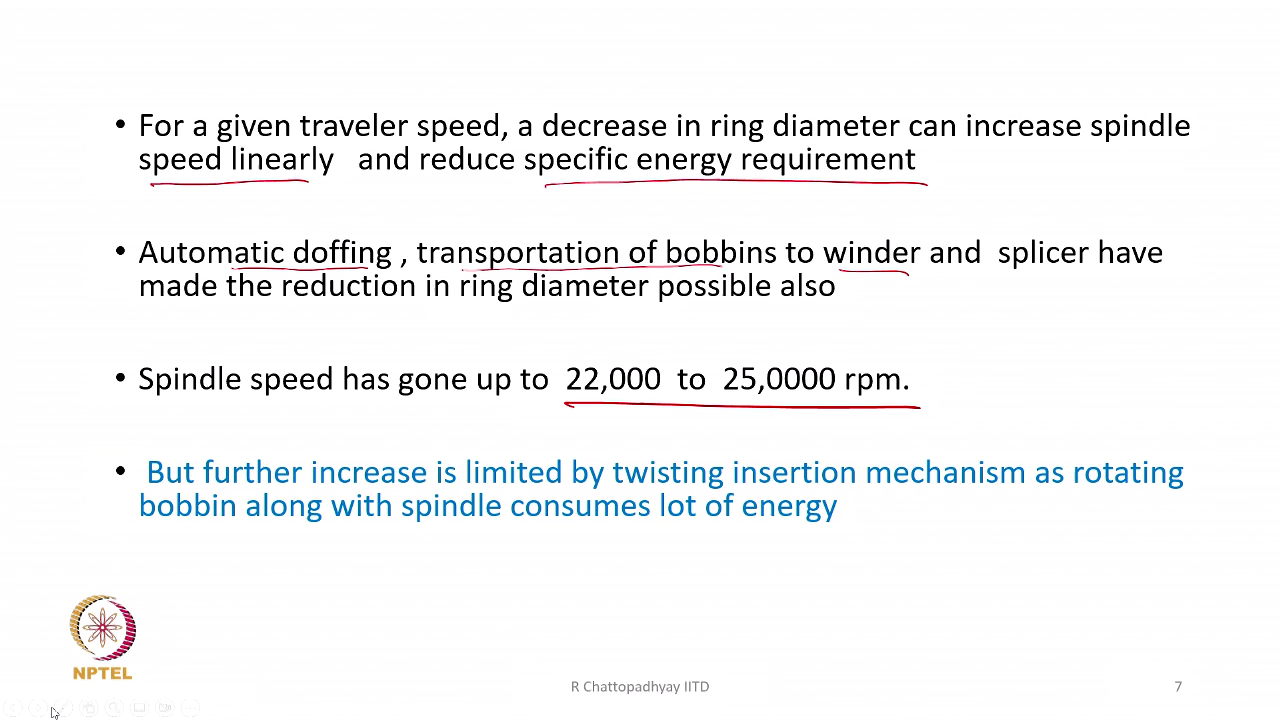 • For a given traveler speed, a decrease in ring diameter can increase spindle
speed linearly and reduce specific energy requirement
• Automatic doffing , transportation of bobbins to winder and splicer have
made the reduction in ring diameter possible also
• Spindle speed has gone up to 22,000 to 25,0000 rpm.
• But further increase is limited by twisting insertion mechanism as rotating
bobbin along with spindle consumes lot of energy
NPTEL
R Chattopadhyay IITD
7